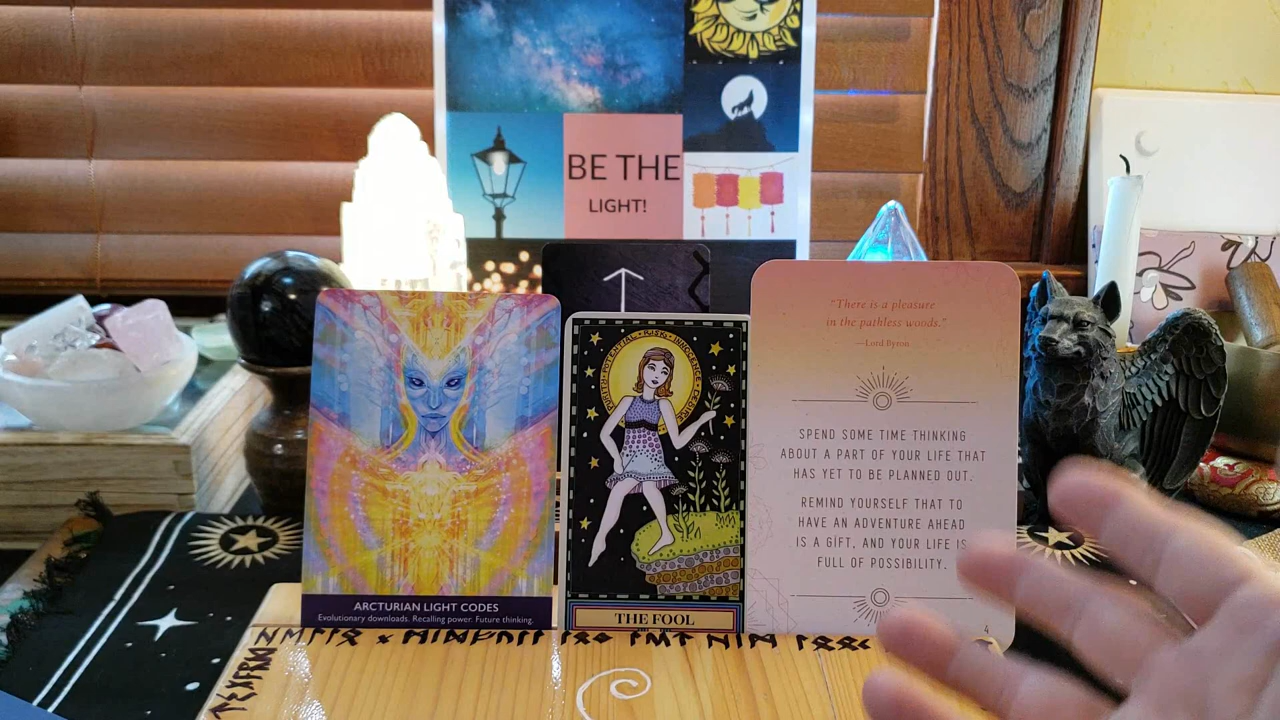 BE THE
LIGHT!
"There is a pleasure
in the pathless woods."
—Lord Byron
SPEND SOME TIME THINKING
ABOUT A PART OF YOUR LIFE THAT
HAS YET TO BE PLANNED OUT.
REMIND YOURSELF THAT TO
HAVE AN ADVENTURE AHEAD
IS A GIFT, AND YOUR LIFE IS
FULL OF POSSIBILITY.
4
POTENTIAL · RISK · INNOCENCE
THE FOOL
ARCTURIAN LIGHT CODES
Evolutionary downloads. Recalling power. Future thinking.